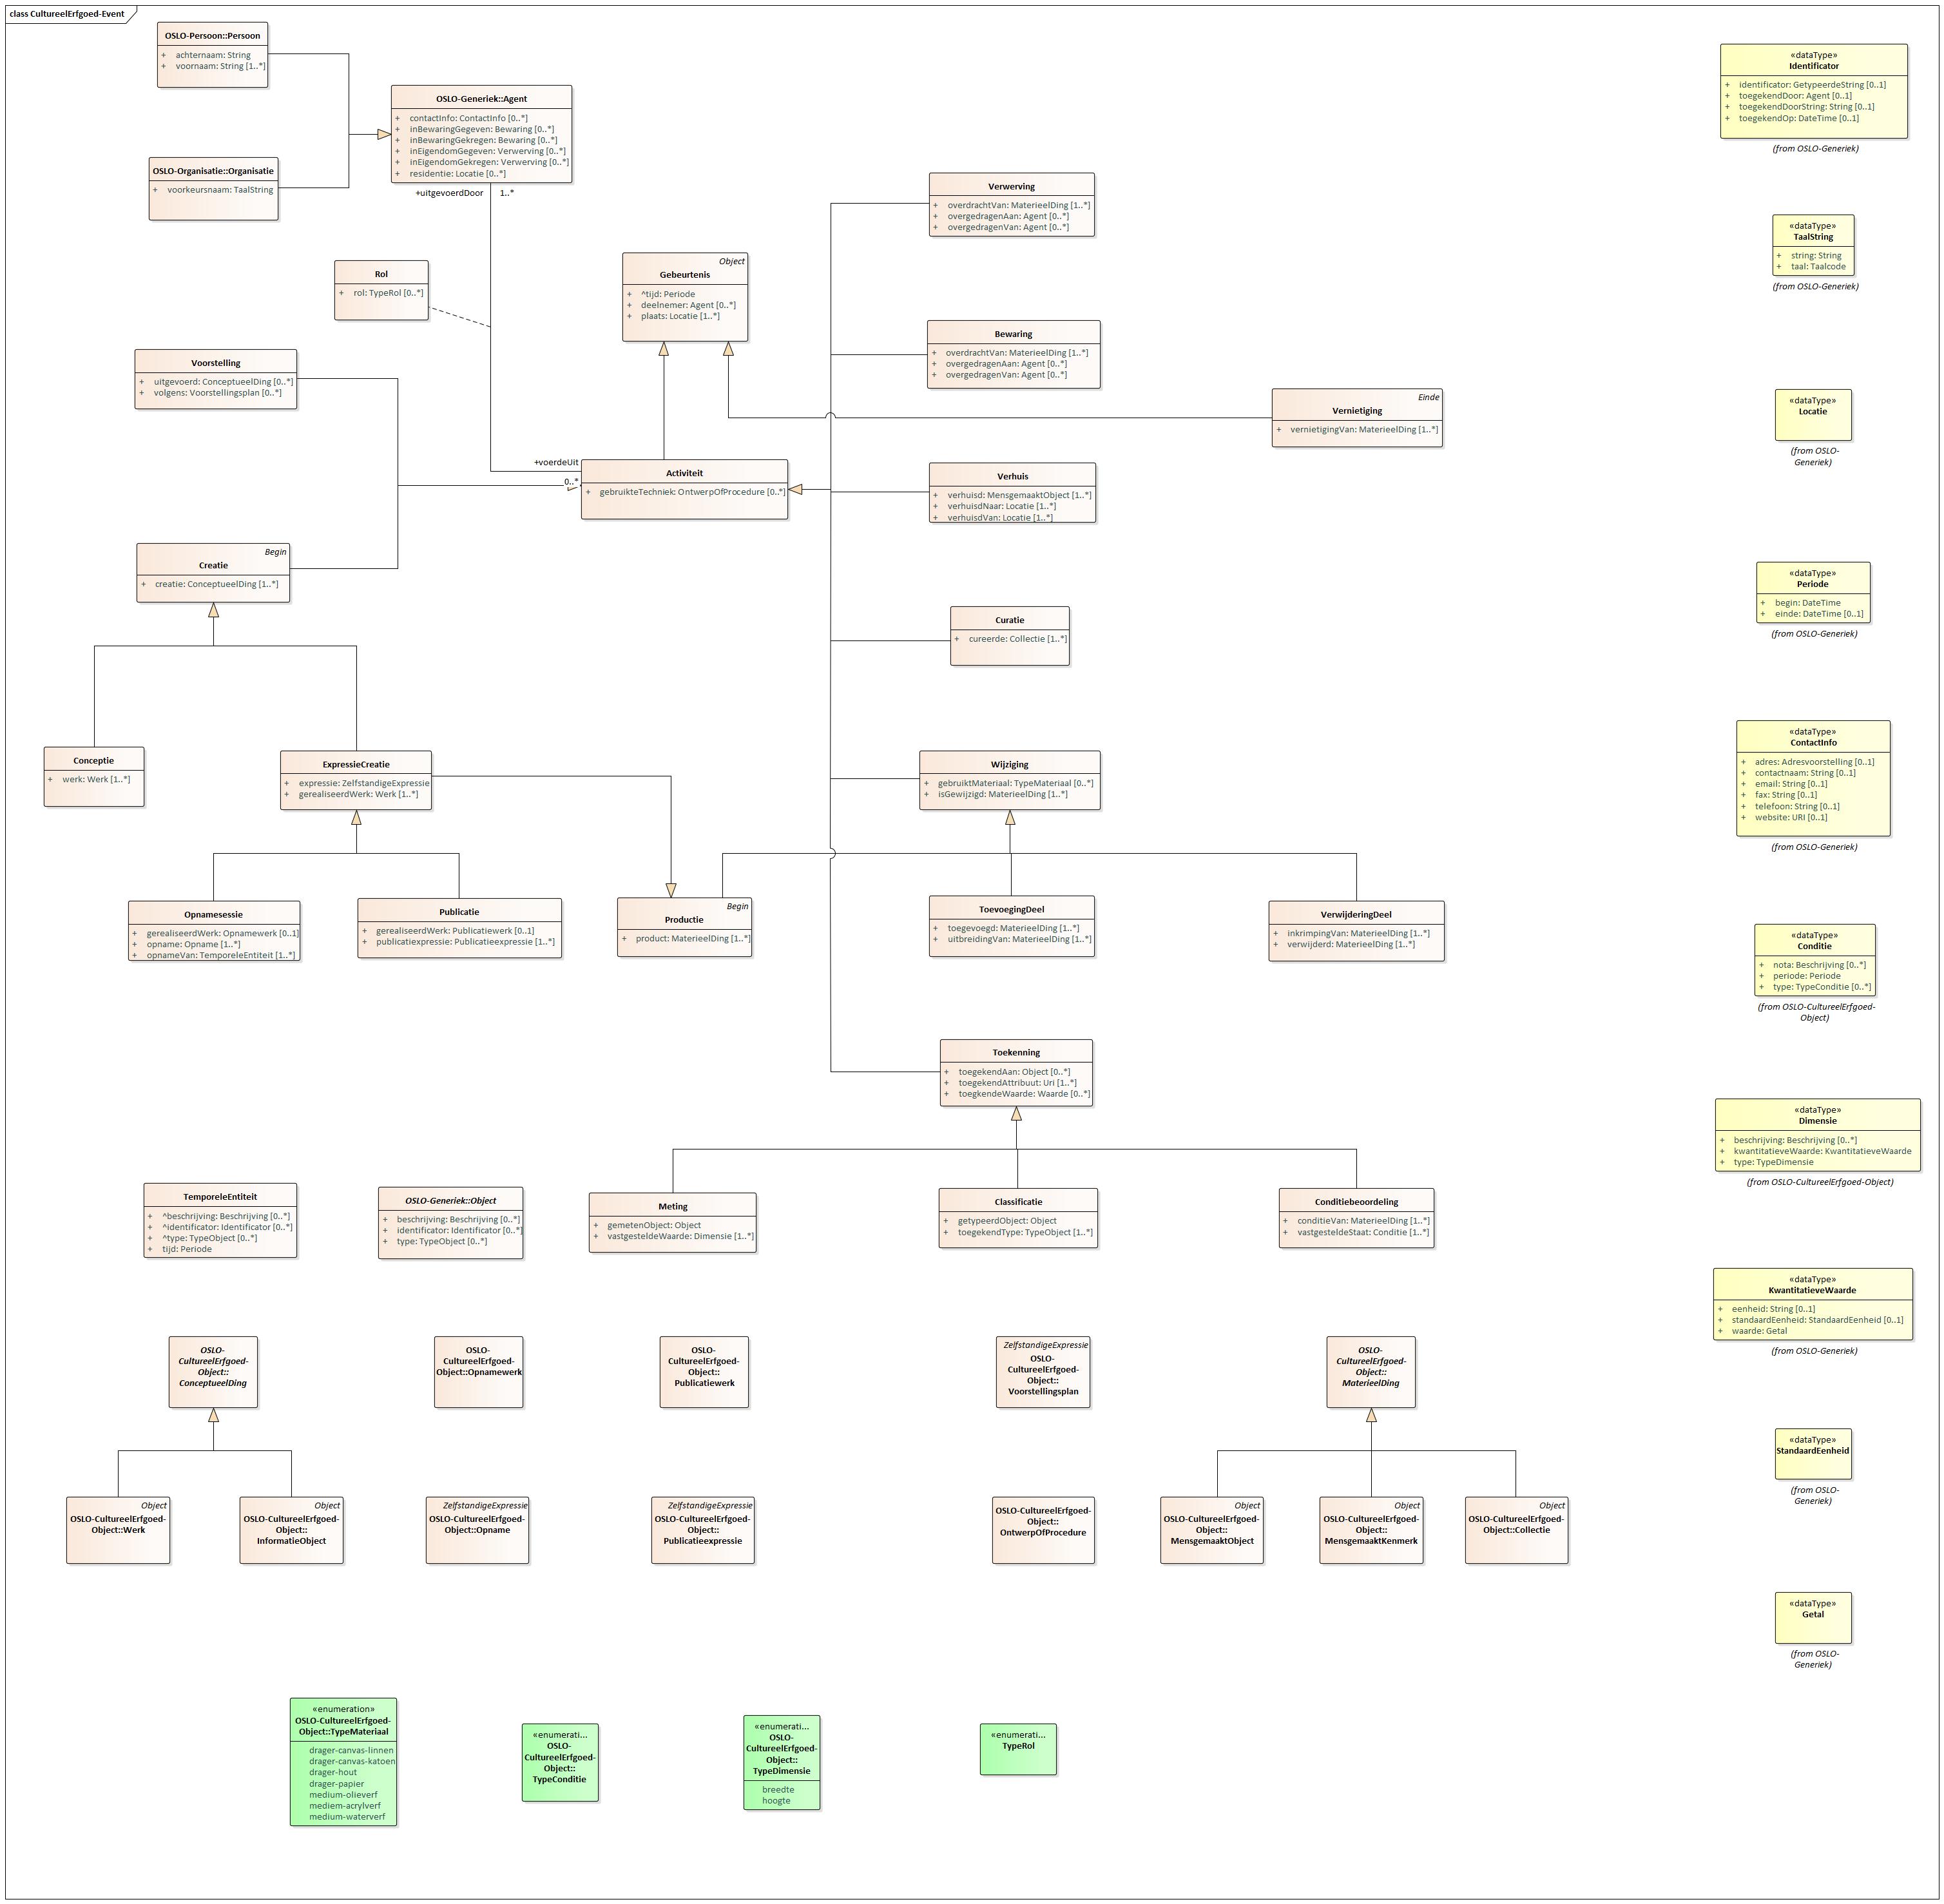 class CultureelErfgoed-Event
OSLO-Persoon::Persoon
+ achternaam: String
+ voornaam: String [1..*]
OSLO-Generiek::Agent
+ contactInfo: ContactInfo [0..*]
+ inBewaringGegeven: Bewaring [0..*]
+ inBewaringGekregen: Bewaring [0..*]
+ inEigendomGegeven: Verwerving [0..*]
+ inEigendomGekregen: Verwerving [0..*]
+ residentie: Locatie [0..*]
OSLO-Organisatie::Organisatie
+ voorkeursnaam: TaalString
+uitgevoerdDoor 1..*
Rol
+ rol: TypeRol [0..*]
Object
Gebeurtenis
+ ^tijd: Periode
+ deelnemer: Agent [0..*]
+ plaats: Locatie [1..*]
Verwerving
+ overdrachtVan: MaterieelDing [1..*]
+ overgedragenAan: Agent [0..*]
+ overgedragenVan: Agent [0..*]
Bewaring
+ overdrachtVan: MaterieelDing [1..*]
+ overgedragenAan: Agent [0..*]
+ overgedragenVan: Agent [0..*]
Einde
Vernietiging
+ vernietigingVan: MaterieelDing [1..*]
Voorstelling
+ uitgevoerd: ConceptueelDing [0..*]
+ volgens: Voorstellingsplan [0..*]
+voerdeUit
0..*
Activiteit
+ gebruikteTechniek: OntwerpOfProcedure [0..*]
Verhuis
+ verhuisd: MensgemaaktObject [1..*]
+ verhuisdNaar: Locatie [1..*]
+ verhuisdVan: Locatie [1..*]
Begin
Creatie
+ creatie: ConceptueelDing [1..*]
Curatie
+ cureerde: Collectie [1..*]
Conceptie
+ werk: Werk [1..*]
ExpressieCreatie
+ expressie: ZelfstandigeExpressie
+ gerealiseerdWerk: Werk [1..*]
Wijziging
+ gebruiktMateriaal: TypeMateriaal [0..*]
+ isGewijzigd: MaterieelDing [1..*]
Opnamesessie
+ gerealiseerdWerk: Opnamewerk [0..1]
+ opname: Opname [1..*]
+ opnameVan: TemporeleEntiteit [1..*]
Publicatie
+ gerealiseerdWerk: Publicatiewerk [0..1]
+ publicatiexpressie: Publicatieexpressie [1..*]
Begin
Productie
+ product: MaterieelDing [1..*]
ToevoegingDeel
+ toegevoegd: MaterieelDing [1..*]
+ uitbreidingVan: MaterieelDing [1..*]
VerwijderingDeel
+ inkrimpingVan: MaterieelDing [1..*]
+ verwijderd: MaterieelDing [1..*]
Toekenning
+ toegekendAan: Object [0..*]
+ toegekendAttribuut: Uri [1..*]
+ toegkendeWaarde: Waarde [0..*]
TemporeleEntiteit
+ ^beschrijving: Beschrijving [0..*]
+ ^identificator: Identificator [0..*]
+ ^type: TypeObject [0..*]
+ tijd: Periode
OSLO-Generiek::Object
+ beschrijving: Beschrijving [0..*]
+ identificator: Identificator [0..*]
+ type: TypeObject [0..*]
Meting
+ gemetenObject: Object
+ vastgesteldeWaarde: Dimensie [1..*]
Classificatie
+ getypeerdObject: Object
+ toegekendType: TypeObject [1..*]
Conditiebeoordeling
+ conditieVan: MaterieelDing [1..*]
+ vastgesteldeStaat: Conditie [1..*]
OSLO-
CultureelErfgoed-
Object::
ConceptueelDing
OSLO-
CultureelErfgoed-
Object::Opnamewerk
OSLO-
CultureelErfgoed-
Object::
Publicatiewerk
ZelfstandigeExpressie
OSLO-
CultureelErfgoed-
Object::
Voorstellingsplan
OSLO-
CultureelErfgoed-
Object::
MaterieelDing
Object
OSLO-CultureelErfgoed-
Object::Werk
Object
OSLO-CultureelErfgoed-
Object::
InformatieObject
ZelfstandigeExpressie
OSLO-CultureelErfgoed-
Object::Opname
ZelfstandigeExpressie
OSLO-CultureelErfgoed-
Object::
Publicatieexpressie
OSLO-CultureelErfgoed-
Object::
OntwerpOfProcedure
Object
OSLO-CultureelErfgoed-
Object::
MensgemaaktObject
Object
OSLO-CultureelErfgoed-
Object::
MensgemaaktKenmerk
Object
OSLO-CultureelErfgoed-
Object::Collectie
«enumeration»
OSLO-CultureelErfgoed-
Object::TypeMateriaal
drager-canvas-linnen
drager-canvas-katoen
drager-hout
drager-papier
medium-olieverf
mediem-acrylverf
medium-waterverf
«enumerati...
OSLO-
CultureelErfgoed-
Object::
TypeConditie
«enumerati...
OSLO-
CultureelErfgoed-
Object::
TypeDimensie
breedte
hoogte
«enumerati...
TypeRol
«dataType»
Identificator
+ identificator: GetypeerdeString [0..1]
+ toegekendDoor: Agent [0..1]
+ toegekendDoorString: String [0..1]
+ toegekendOp: DateTime [0..1]
(from OSLO-Generiek)
«dataType»
TaalString
+ string: String
+ taal: Taalcode
(from OSLO-Generiek)
«dataType»
Locatie
(from OSLO-
Generiek)
«dataType»
Periode
+ begin: DateTime
+ einde: DateTime [0..1]
(from OSLO-Generiek)
«dataType»
ContactInfo
+ adres: Adresvoorstelling [0..1]
+ contactnaam: String [0..1]
+ email: String [0..1]
+ fax: String [0..1]
+ telefoon: String [0..1]
+ website: URI [0..1]
(from OSLO-Generiek)
«dataType»
Conditie
+ nota: Beschrijving [0..*]
+ periode: Periode
+ type: TypeConditie [0..*]
(from OSLO-CultureelErfgoed-
Object)
«dataType»
Dimensie
+ beschrijving: Beschrijving [0..*]
+ kwantitatieveWaarde: KwantitatieveWaarde
+ type: TypeDimensie
(from OSLO-CultureelErfgoed-Object)
«dataType»
KwantitatieveWaarde
+ eenheid: String [0..1]
+ standaardEenheid: StandaardEenheid [0..1]
+ waarde: Getal
(from OSLO-Generiek)
«dataType»
StandaardEenheid
(from OSLO-
Generiek)
«dataType»
Getal
(from OSLO-
Generiek)